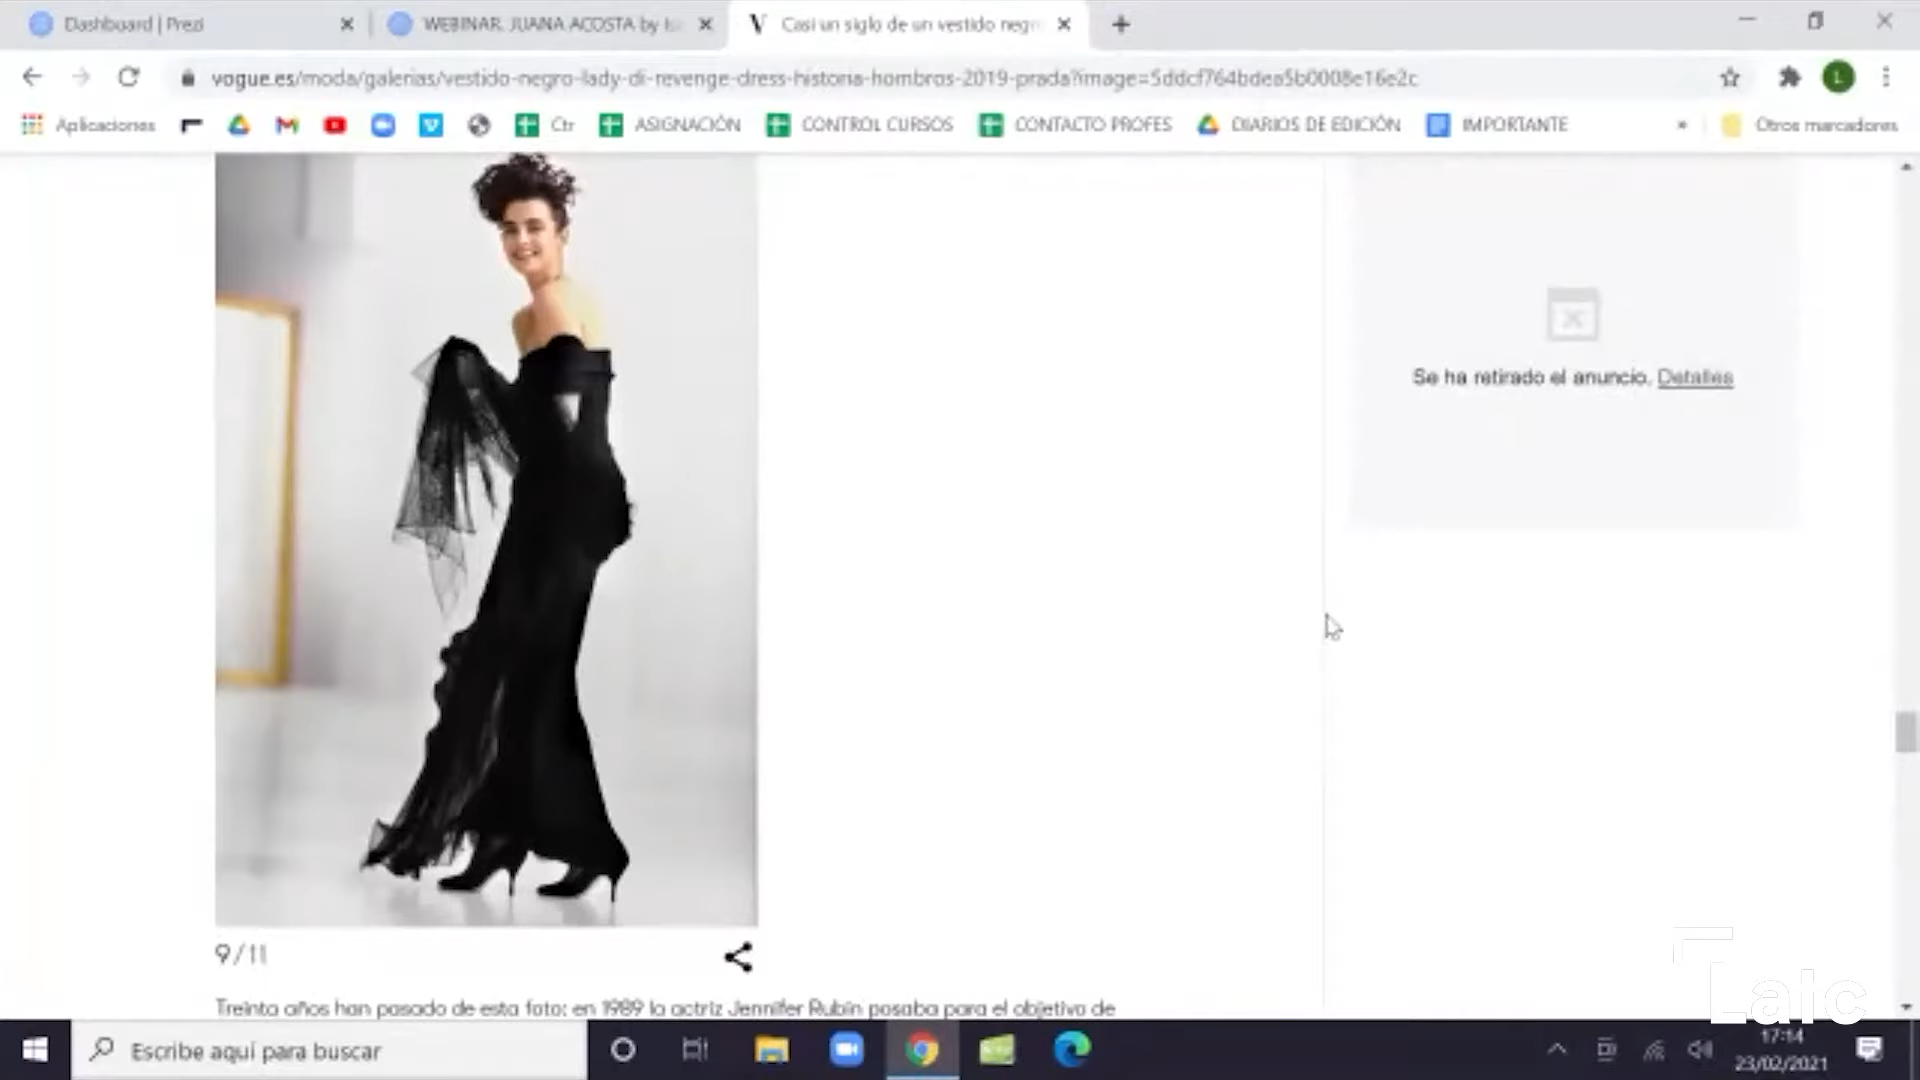 Dashboard | Prezi
WEBINAR. JUANA ACOSTA by Is
Casi un siglo de un vestido negr
vogue.es/moda/galerias/vestido-negro-lady-di-revenge-dress-historia-hombros-2019-prada?image=5ddcf764bdea5b0008e16e2c
L
Aplicaciones
Ctr
ASIGNACIÓN
CONTROL CURSOS
CONTACTO PROFES
DIARIOS DE EDICIÓN
IMPORTANTE
»
Otros marcadores
Se ha retirado el anuncio. Detalles
9/11
Treinta años han pasado de esta foto: en 1989 la actriz Jennifer Rubin posaba para el objetivo de
Laic
Escribe aquí para buscar
17:14
23/02/2021